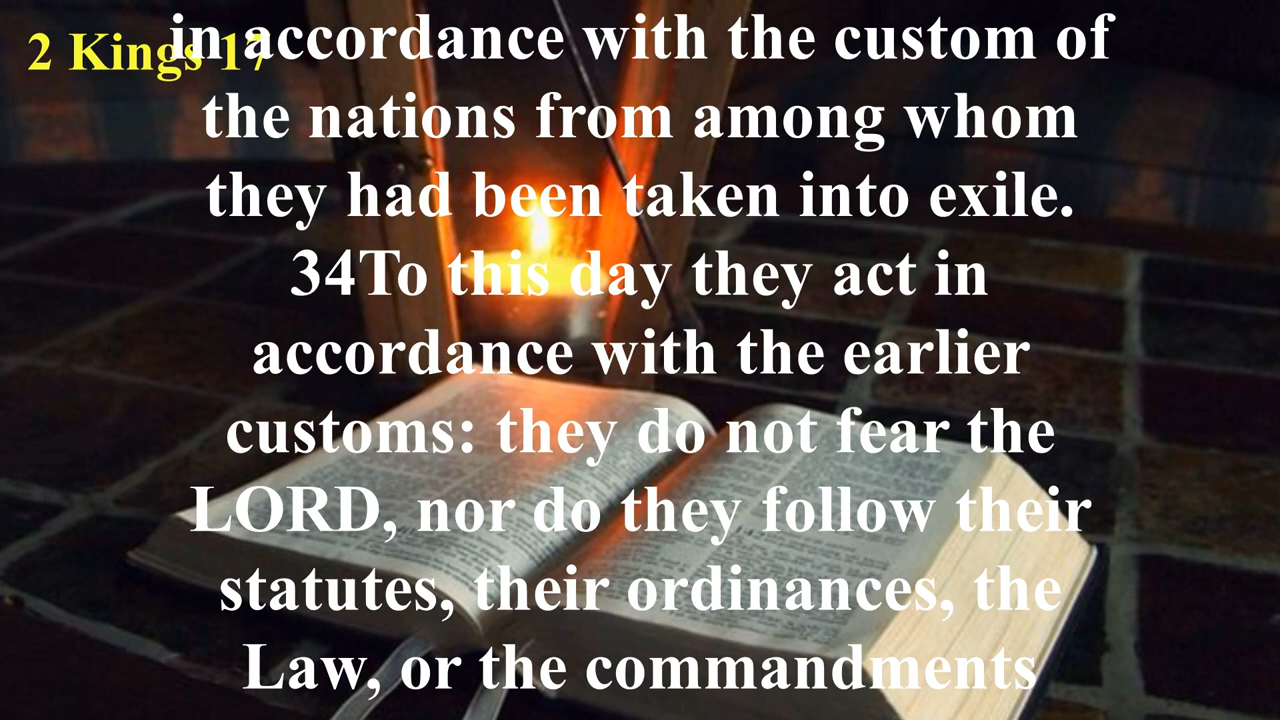 2 Kings 17
in accordance with the custom of
the nations from among whom
they had been taken into exile.
34To this day they act in
accordance with the earlier
customs: they do not fear the
LORD, nor do they follow their
statutes, their ordinances, the
Law, or the commandments